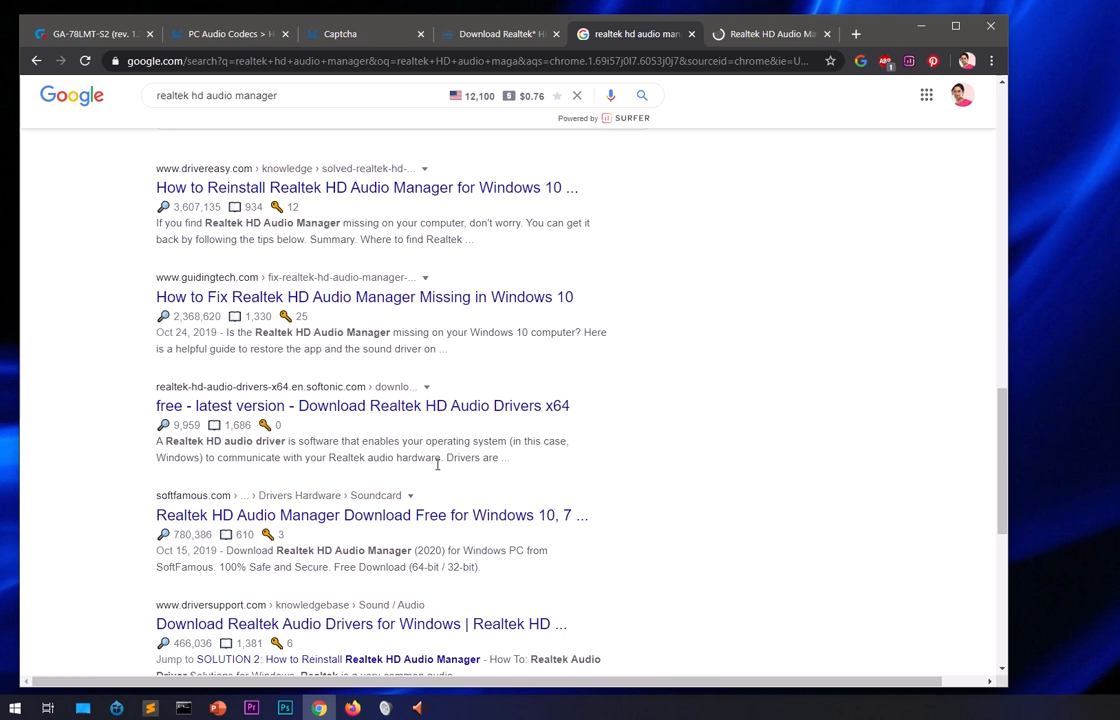 GA-78LMT-S2 (rev. 1.
PC Audio Codecs > H
Captcha
Download Realtek* H
realtek hd audio man
Realtek HD Audio Ma
google.com/search?q=realtek+hd+audio+manager&oq=realtek+HD+audio+maga&aqs=chrome.1.69i57j0l7.6053j0j7&sourceid=chrome&ie=U...
ABP
1
Google
realtek hd audio manager
12,100
$
$0.76
Powered by SURFER
www.drivereasy.com › knowledge › solved-realtek-hd-...
How to Reinstall Realtek HD Audio Manager for Windows 10 ...
3,607,135 934 12
If you find Realtek HD Audio Manager missing on your computer, don't worry. You can get it
back by following the tips below. Summary. Where to find Realtek ...
www.guidingtech.com › fix-realtek-hd-audio-manager-...
How to Fix Realtek HD Audio Manager Missing in Windows 10
2,368,620 1,330 25
Oct 24, 2019 - Is the Realtek HD Audio Manager missing on your Windows 10 computer? Here
is a helpful guide to restore the app and the sound driver on ...
realtek-hd-audio-drivers-x64.en.softonic.com › downlo...
free - latest version - Download Realtek HD Audio Drivers x64
9,959 1,686 0
A Realtek HD audio driver is software that enables your operating system (in this case,
Windows) to communicate with your Realtek audio hardware. Drivers are ...
softfamous.com › ... › Drivers Hardware › Soundcard
Realtek HD Audio Manager Download Free for Windows 10, 7 ...
780,386 610 3
Oct 15, 2019 - Download Realtek HD Audio Manager (2020) for Windows PC from
SoftFamous. 100% Safe and Secure. Free Download (64-bit / 32-bit).
www.driversupport.com › knowledgebase › Sound / Audio
Download Realtek Audio Drivers for Windows | Realtek HD ...
466,036 1,381 6
Jump to SOLUTION 2: How to Reinstall Realtek HD Audio Manager - How To: Realtek Audio
Driver Solutions for Windows. Realtek is a very common audio
Pr
Ps